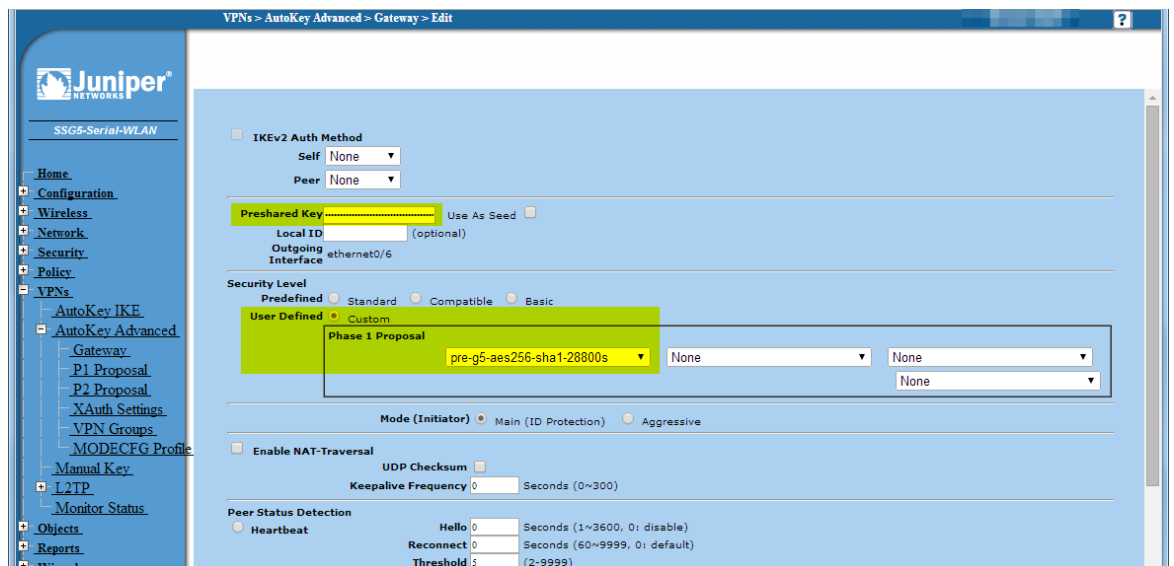 VPNs > AutoKey Advanced > Gateway > Edit
?
Juniper®
NETWORKS
SSG5-Serial-WLAN
Home
Configuration
Wireless
Network
Security
Policy
VPNs
AutoKey IKE
AutoKey Advanced
Gateway
P1 Proposal
P2 Proposal
XAuth Settings
VPN Groups
MODECFG Profile
Manual Key
L2TP
Monitor Status
Objects
Reports
IKEv2 Auth Method
Self None
Peer None
Preshared Key Use As Seed
Local ID (optional)
Outgoing
Interface ethernet0/6
Security Level
Predefined Standard Compatible Basic
User Defined Custom
Phase 1 Proposal
pre-g5-aes256-sha1-28800s None None
None
Mode (Initiator) Main (ID Protection) Aggressive
Enable NAT-Traversal
UDP Checksum
Keepalive Frequency 0 Seconds (0~300)
Peer Status Detection
Heartbeat Hello 0 Seconds (1~3600, 0: disable)
Reconnect 0 Seconds (60~9999, 0: default)
Threshold 5 (2-9999)